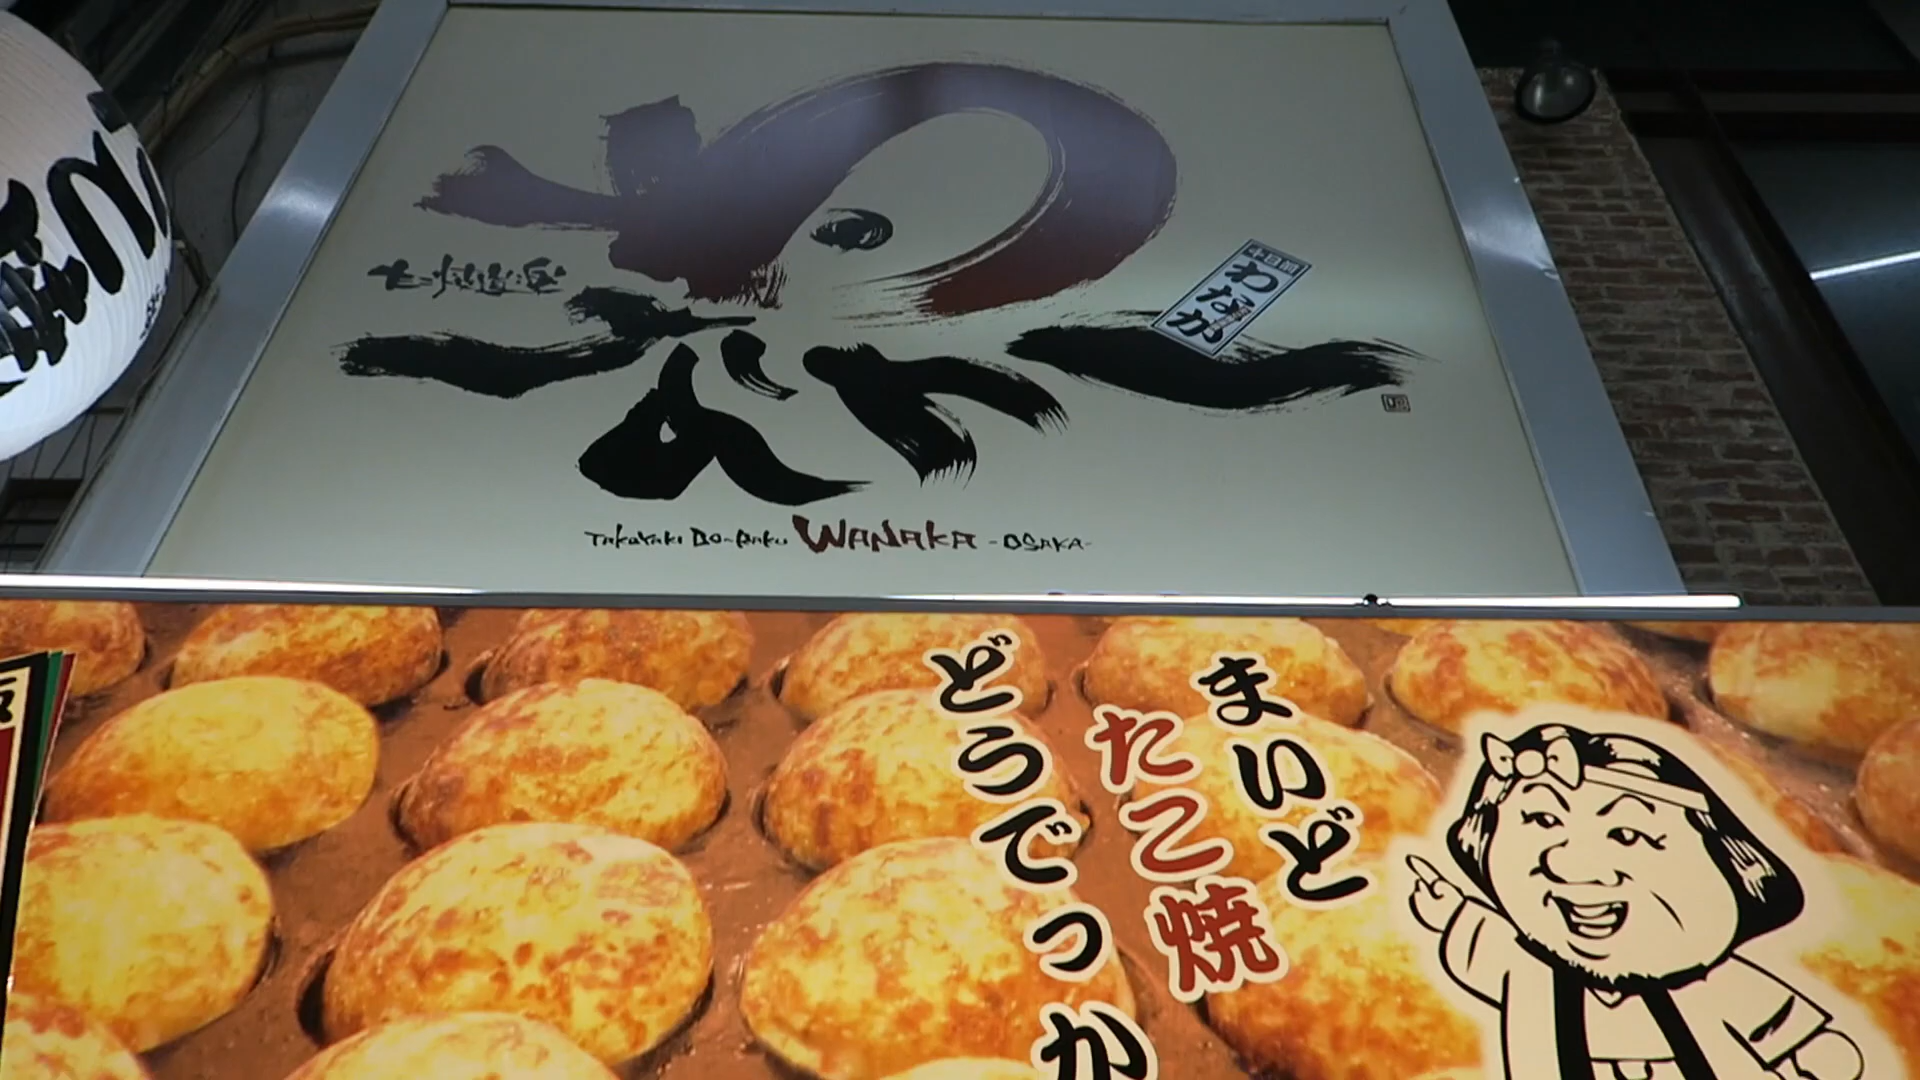 わなか
たこ焼道楽
千日前
わなか
TAKOYAKI DO-RAKU WANAKA -OSAKA-
まいど
たこ焼
どうでっか